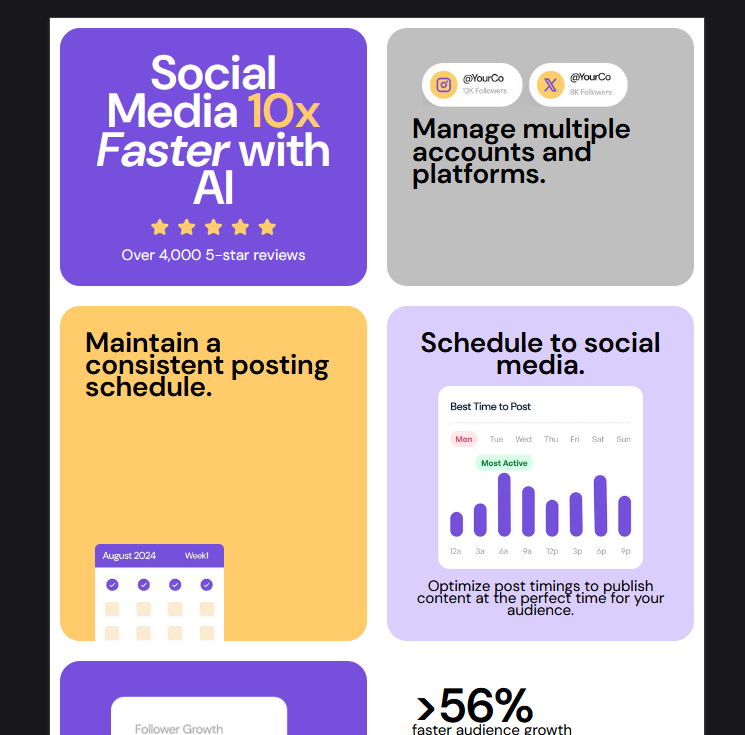 Social
Media 10x
Faster with
AI
Over 4,000 5-star reviews
@YourCo
12K Followers
@YourCo
8K Followers
Manage multiple
accounts and
platforms.
Maintain a
consistent posting
schedule.
August 2024 Week1
Schedule to social
media.
Best Time to Post
Mon Tue Wed Thu Fri Sat Sun
Most Active
12a 3a 6a 9a 12p 3p 6p 9p
Optimize post timings to publish
content at the perfect time for your
audience.
Follower Growth
>56%
faster audience growth